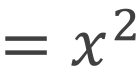 = x²